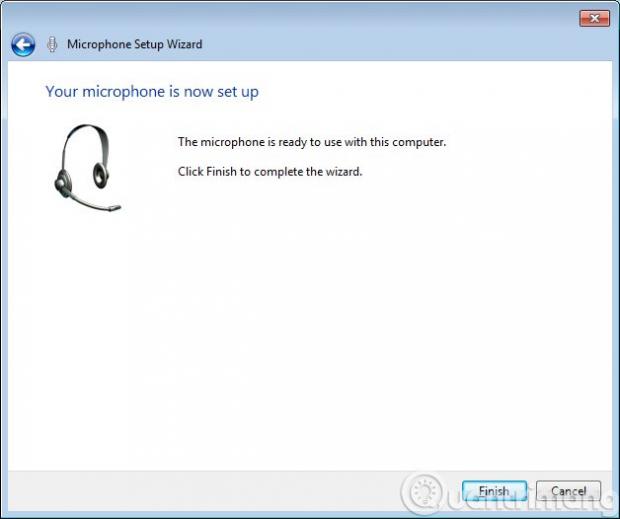 Microphone Setup Wizard
Your microphone is now set up
The microphone is ready to use with this computer.
Click Finish to complete the wizard.
Finish
Cancel
Quantrimang